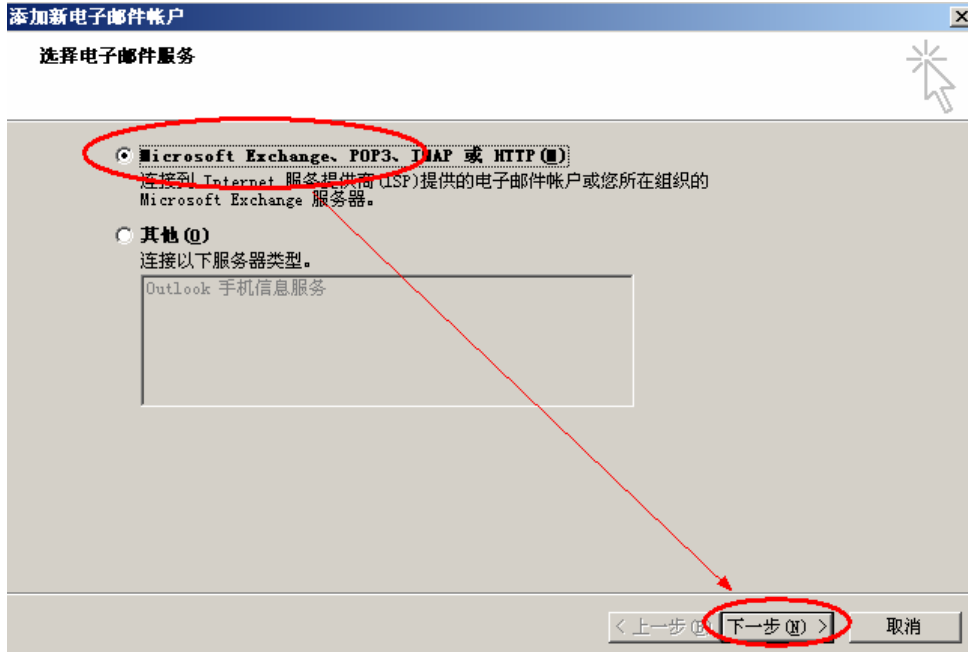 添加新电子邮件帐户
选择电子邮件服务
Microsoft Exchange、POP3、IMAP 或 HTTP(M)
连接到 Internet 服务提供商(ISP)提供的电子邮件帐户或您所在组织的
Microsoft Exchange 服务器。
其他(O)
连接以下服务器类型。
Outlook 手机信息服务
< 上一步(B) 下一步(N) > 取消